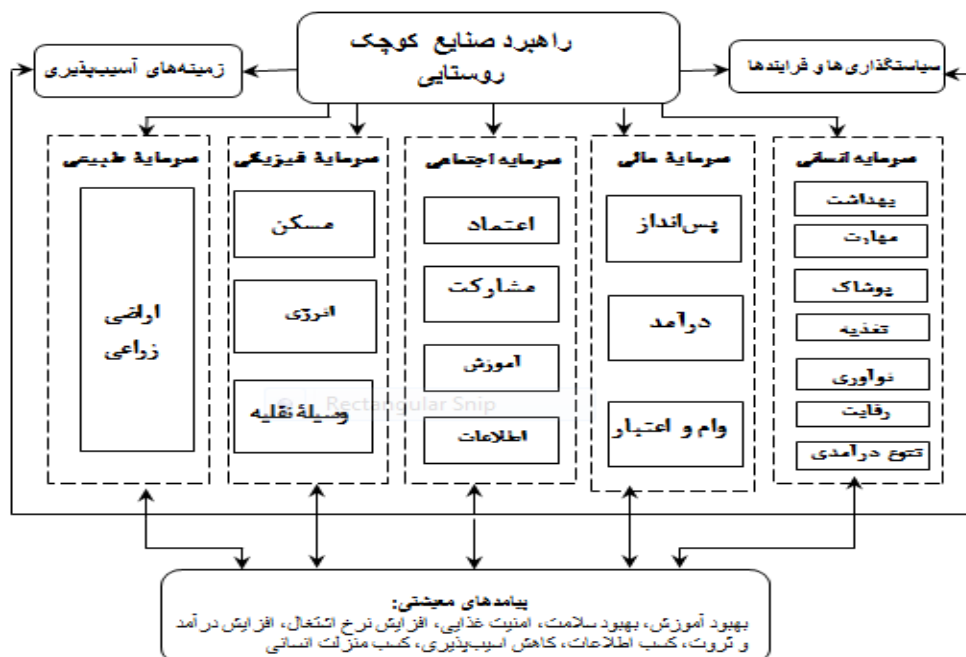 راهبرد صنایع کوچک
روستایی
سیاستگذاری‌ها و فرایندها
زمینه‌های آسیب‌پذیری
سرمایه انسانی
بهداشت
مهارت
پوشاک
تغذیه
نوآوری
رقابت
تنوع درآمدی
سرمایهٔ مالی
پس‌انداز
درآمد
وام و اعتبار
سرمایه اجتماعی
اعتماد
مشارکت
آموزش
اطلاعات
سرمایهٔ فیزیکی
مسکن
انرژی
وسیلهٔ نقلیه
سرمایهٔ طبیعی
اراضی
زراعی
Rectangular Snip
پیامدهای معیشتی:
بهبود آموزش، بهبود سلامت، امنیت غذایی، افزایش نرخ اشتغال، افزایش درآمد
و ثروت، کسب اطلاعات، کاهش آسیب‌پذیری، کسب منزلت انسانی